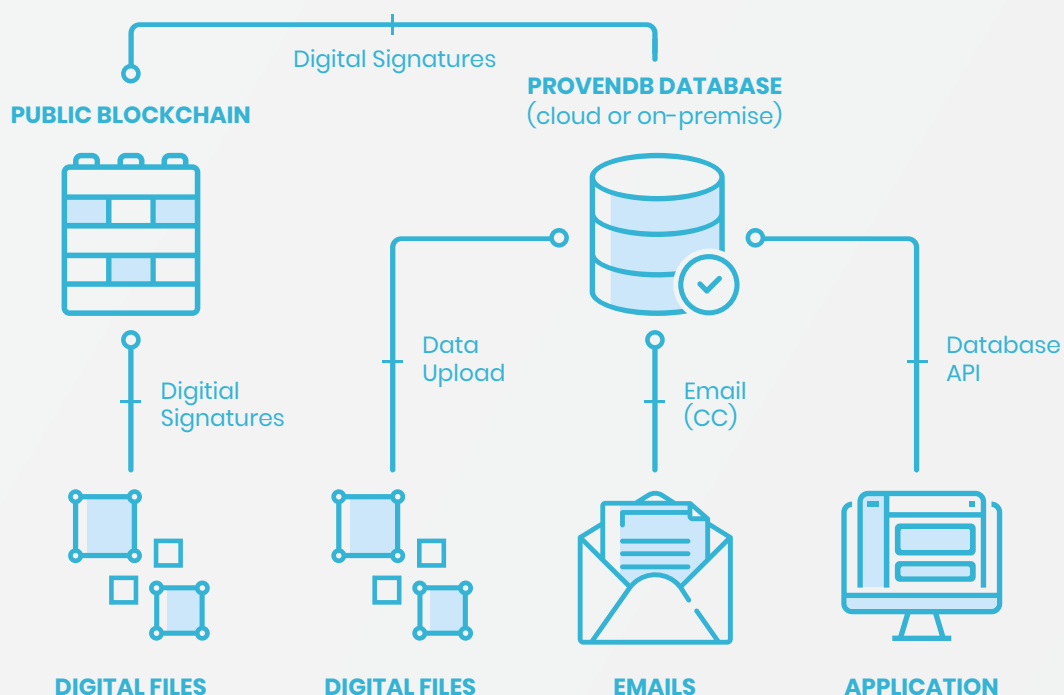 Digital Signatures
PROVENDB DATABASE
(cloud or on-premise)
PUBLIC BLOCKCHAIN
Data
Upload
Database
API
Digitial
Signatures
Email
(CC)
DIGITAL FILES
DIGITAL FILES
EMAILS
APPLICATION